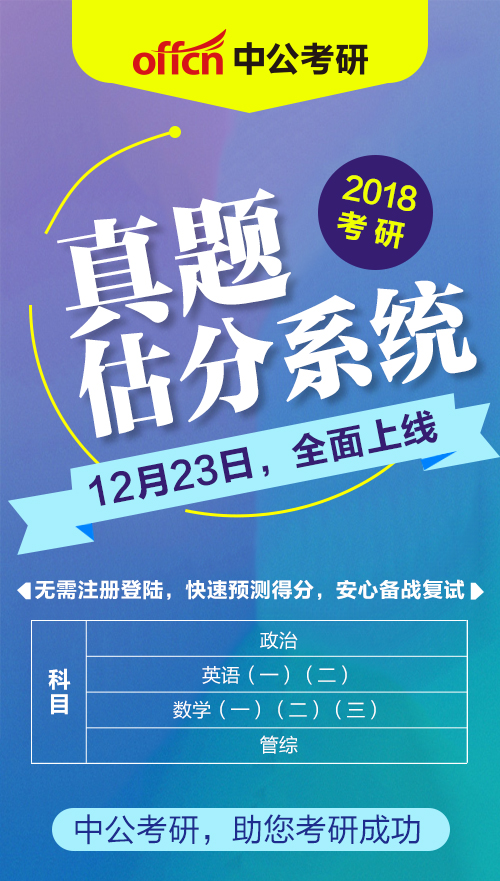 offcn 中公考研
2018
考研
真题
估分系统
12月23日，全面上线
无需注册登陆，快速预测得分，安心备战复试
科目
政治
英语（一）（二）
数学（一）（二）（三）
管综
中公考研，助您考研成功